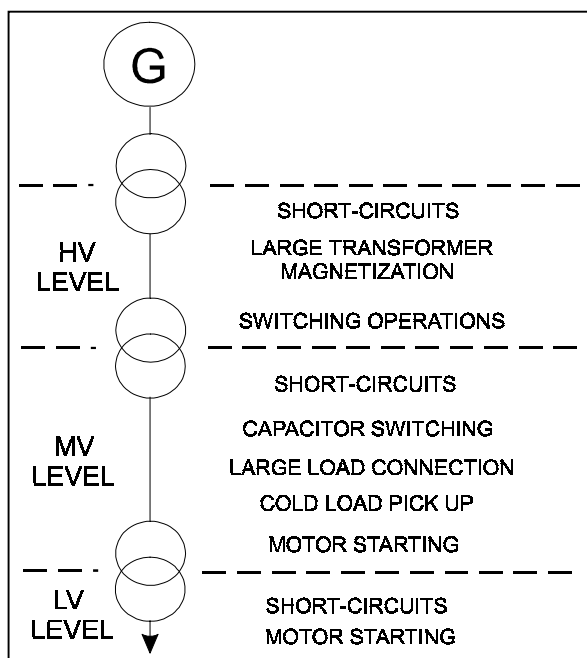 G
HV
LEVEL
SHORT-CIRCUITS
LARGE TRANSFORMER
MAGNETIZATION
SWITCHING OPERATIONS
MV
LEVEL
SHORT-CIRCUITS
CAPACITOR SWITCHING
LARGE LOAD CONNECTION
COLD LOAD PICK UP
MOTOR STARTING
LV
LEVEL
SHORT-CIRCUITS
MOTOR STARTING